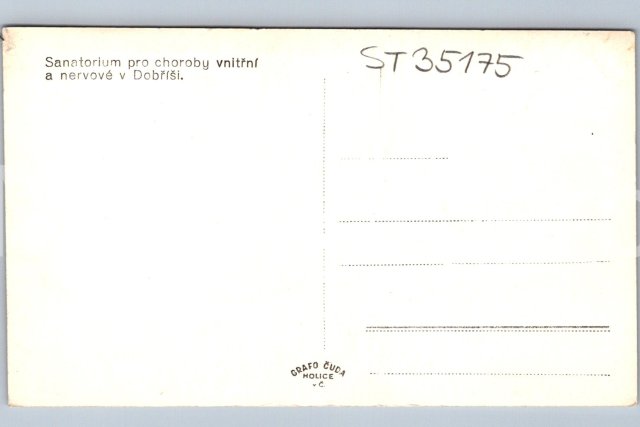 Sanatorium pro choroby vnitřní
a nervové v Dobříši.
ST35175
GRAFO ČUDA
HOLICE
v Č.